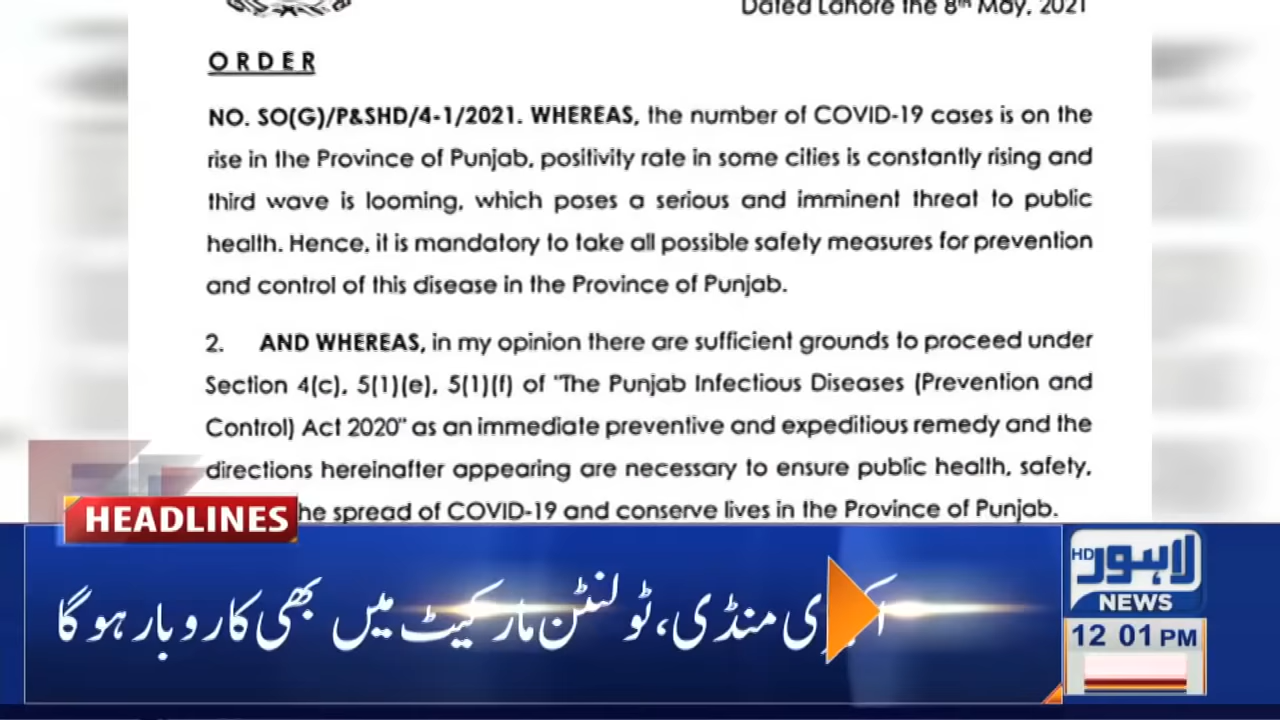 Dated Lahore the 8th May, 2021
ORDER
NO. SO(G)/P&SHD/4-1/2021. WHEREAS, the number of COVID-19 cases is on the
rise in the Province of Punjab, positivity rate in some cities is constantly rising and
third wave is looming, which poses a serious and imminent threat to public
health. Hence, it is mandatory to take all possible safety measures for prevention
and control of this disease in the Province of Punjab.
2. AND WHEREAS, in my opinion there are sufficient grounds to proceed under
Section 4(c), 5(1)(e), 5(1)(f) of "The Punjab Infectious Diseases (Prevention and
Control) Act 2020" as an immediate preventive and expeditious remedy and the
directions hereinafter appearing are necessary to ensure public health, safety,
spread of COVID-19 and conserve lives in the Province of Punjab.
HEADLINES
منڈی، ٹولنٹن مارکیٹ میں بھی کاروبار ہوگا
HD لاہور
NEWS
12 01 PM